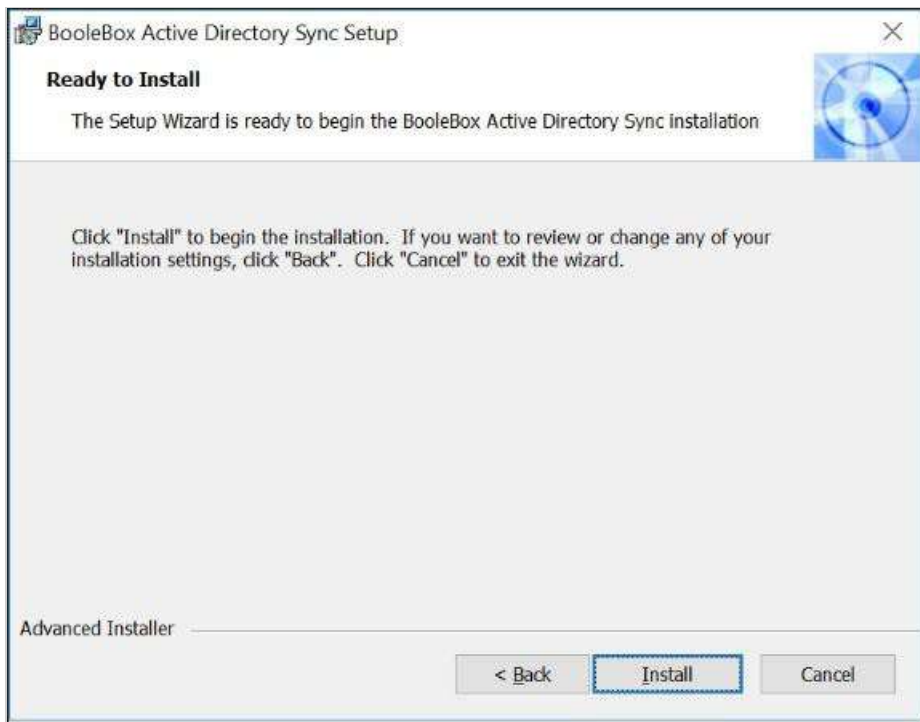 BooleBox Active Directory Sync Setup
Ready to Install
The Setup Wizard is ready to begin the BooleBox Active Directory Sync installation
Click "Install" to begin the installation. If you want to review or change any of your
installation settings, click "Back". Click "Cancel" to exit the wizard.
Advanced Installer
< Back
Install
Cancel